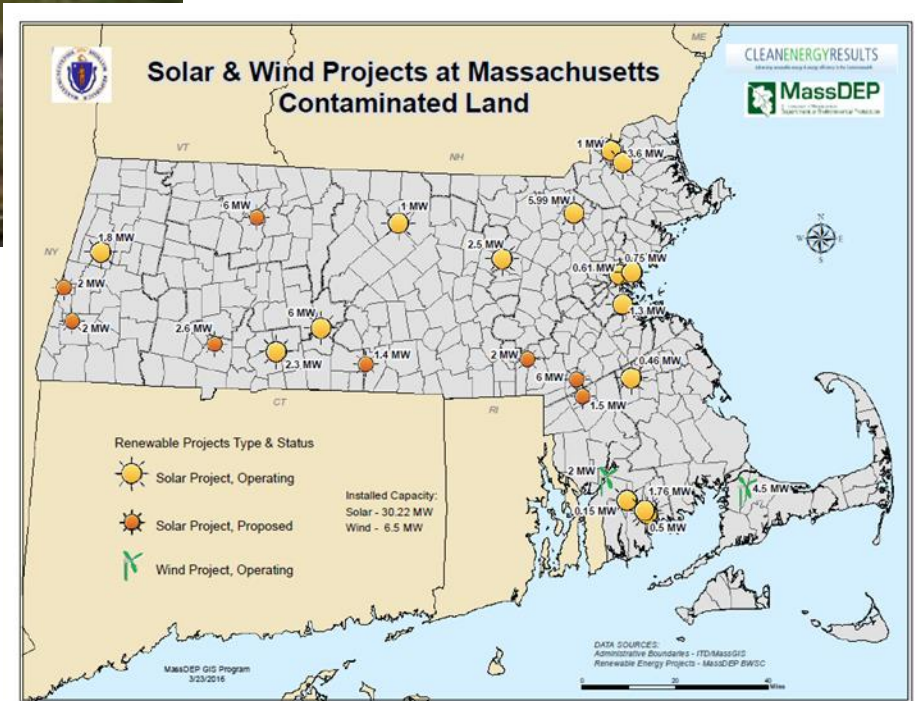 ME
CLEANENERGYRESULTS
Solar & Wind Projects at Massachusetts
Contaminated Land
MassDEP
VT
NH
1 MW
3.6 MW
6 MW
1 MW
5.99 MW
N
W
E
S
NY
1.8 MW
2.5 MW
0.75 MW
0.61 MW
2 MW
1.3 MW
2 MW
6 MW
2.6 MW
2.3 MW
1.4 MW
2 MW
0.46 MW
6 MW
1.5 MW
CT
RI
Renewable Projects Type & Status
Solar Project, Operating
Installed Capacity:
Solar - 30.22 MW
Wind - 6.5 MW
Solar Project, Proposed
Wind Project, Operating
2 MW
1.76 MW
4.5 MW
0.15 MW
0.5 MW
MassDEP GIS Program
3/23/2016
DATA SOURCES:
Administrative Boundaries - ITD/MassGIS
Renewable Energy Projects - MassDEP BWSC
0
20
40
Miles